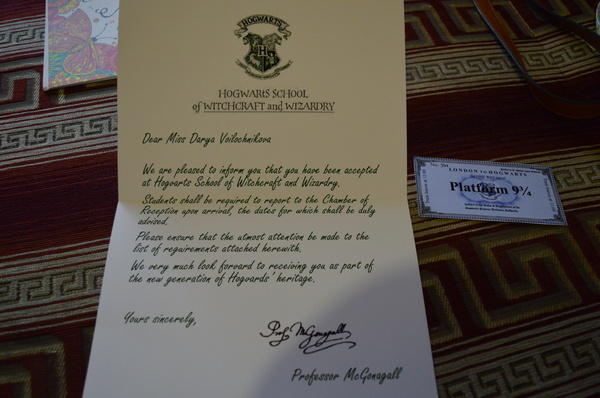 HOGWARTS
HOGWARTS SCHOOL
of WITCHCRAFT and WIZARDRY
Dear Miss Darya Voilochnikova
We are pleased to inform you that you have been accepted
at Hogwarts School of Witchcraft and Wizardry.
Students shall be required to report to the Chamber of
Reception upon arrival, the dates for which shall be duly
advised.
Please ensure that the utmost attention be made to the
list of requirements attached herewith.
We very much look forward to receiving you as part of
the new generation of Hogwards' heritage.
Yours sincerely,
Prof. McGonagall
Professor McGonagall
LONDON to HOGWARTS
Platform 9¾